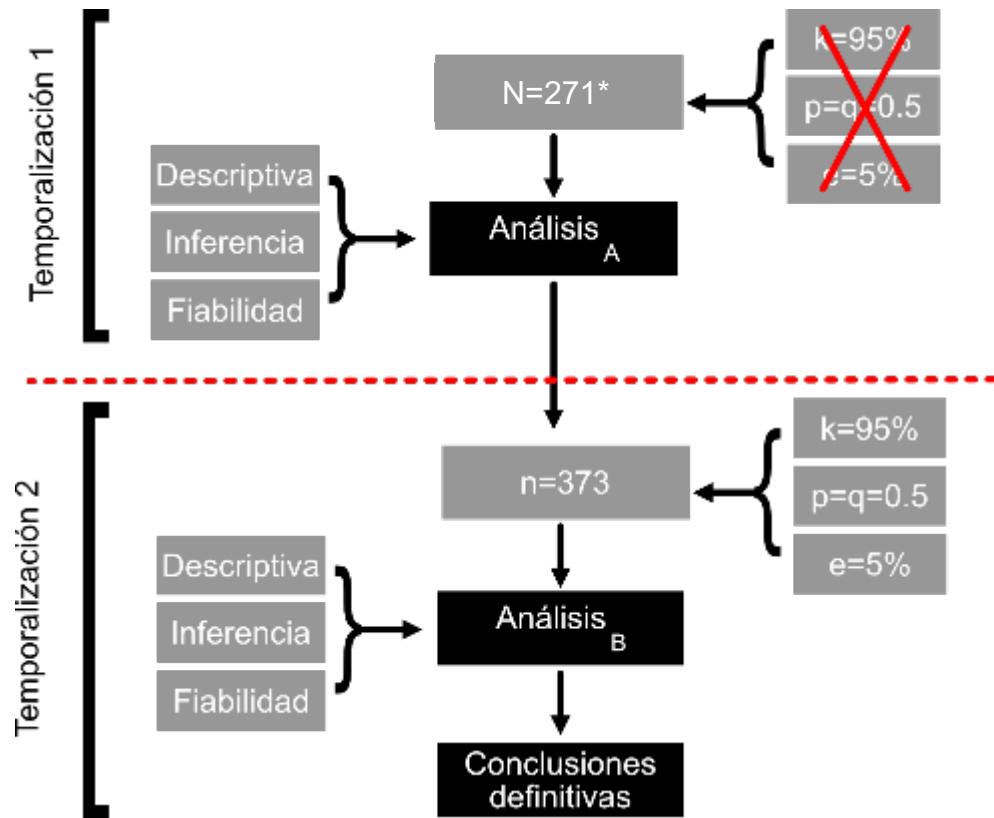 Temporalización 1
N=271*
k=95%
p=q=0.5
e=5%
Descriptiva
Inferencia
Fiabilidad
Análisis A
Temporalización 2
n=373
k=95%
p=q=0.5
e=5%
Descriptiva
Inferencia
Fiabilidad
Análisis B
Conclusiones
definitivas